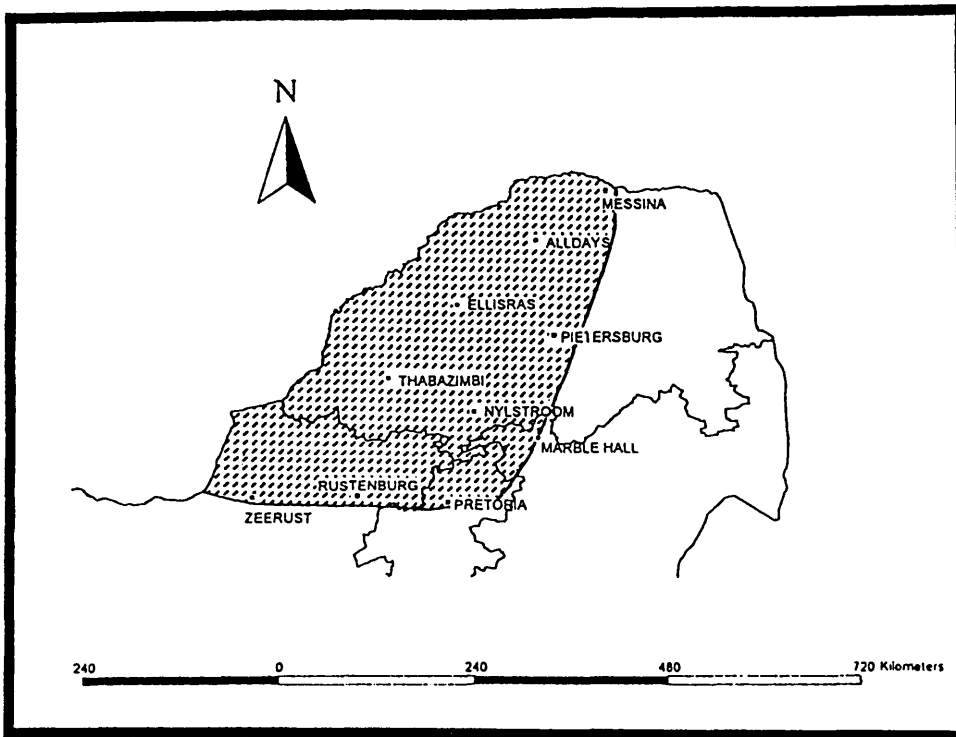 N
MESSINA
ALLDAYS
ELLISRAS
PIETERSBURG
THABAZIMBI
NYLSTROOM
MARBLE HALL
RUSTENBURG
PRETORIA
ZEERUST
240 0 240 480 720 Kilometers